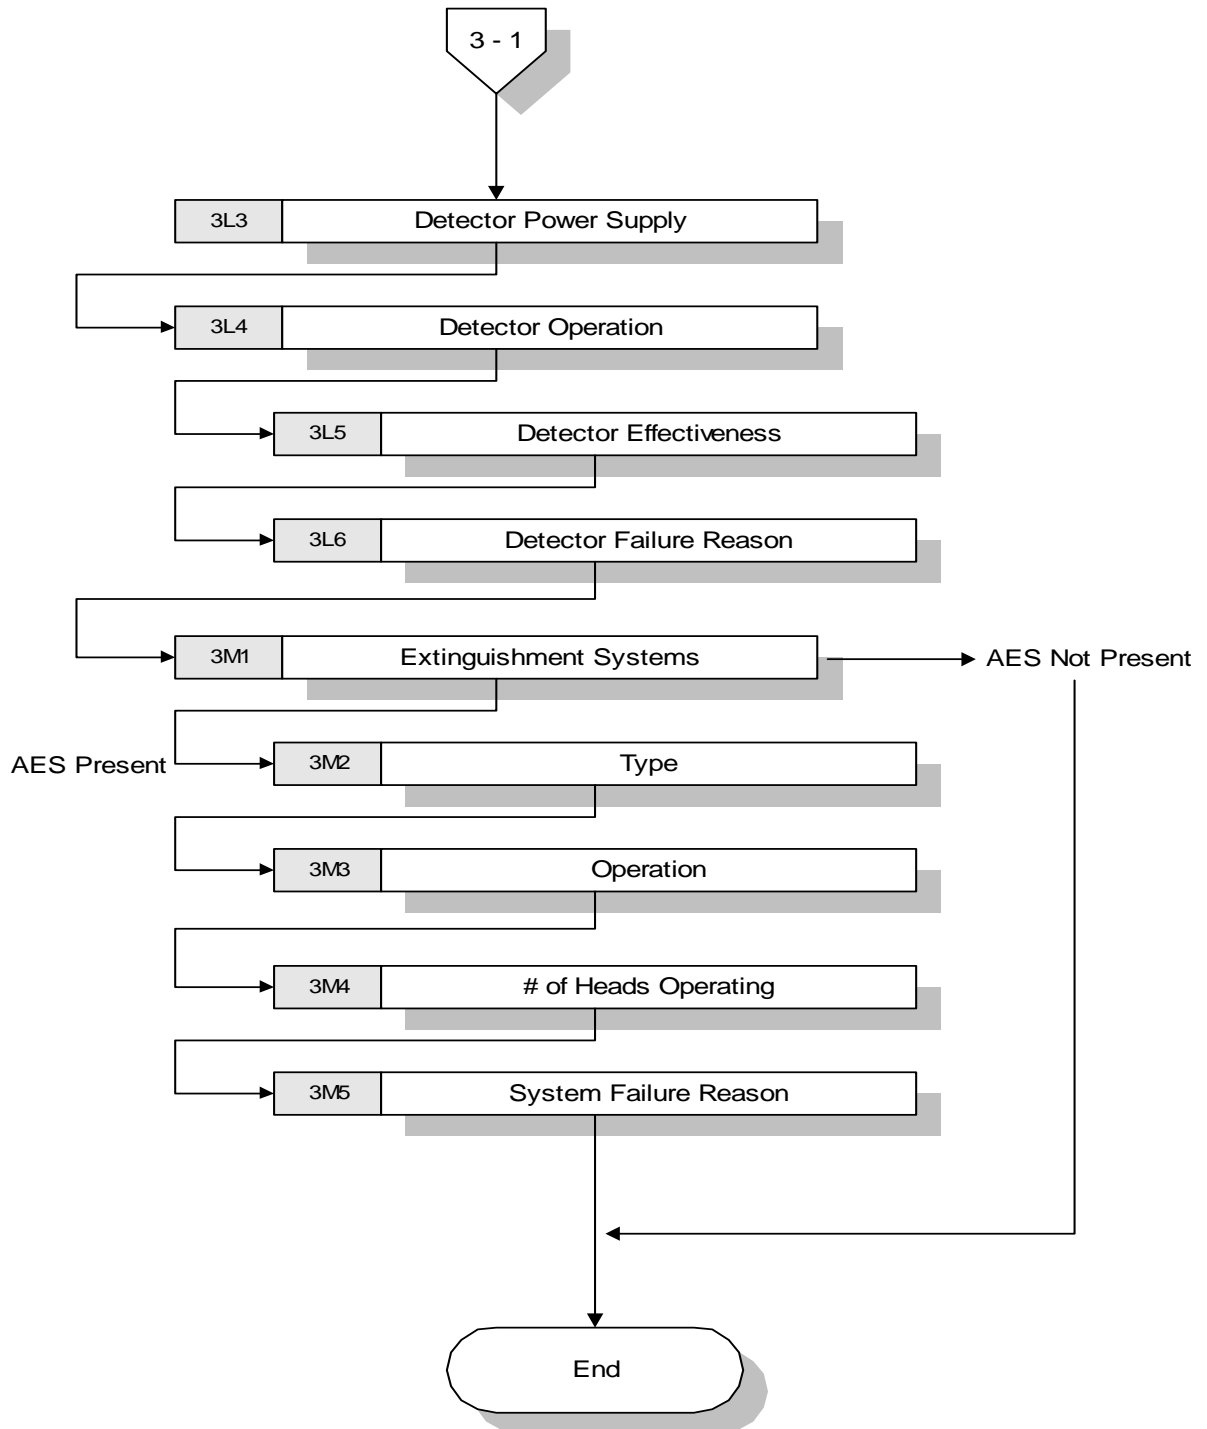 3 - 1
3L3 Detector Power Supply
3L4 Detector Operation
3L5 Detector Effectiveness
3L6 Detector Failure Reason
3M1 Extinguishment Systems
AES Not Present
AES Present
3M2 Type
3M3 Operation
3M4 # of Heads Operating
3M5 System Failure Reason
End